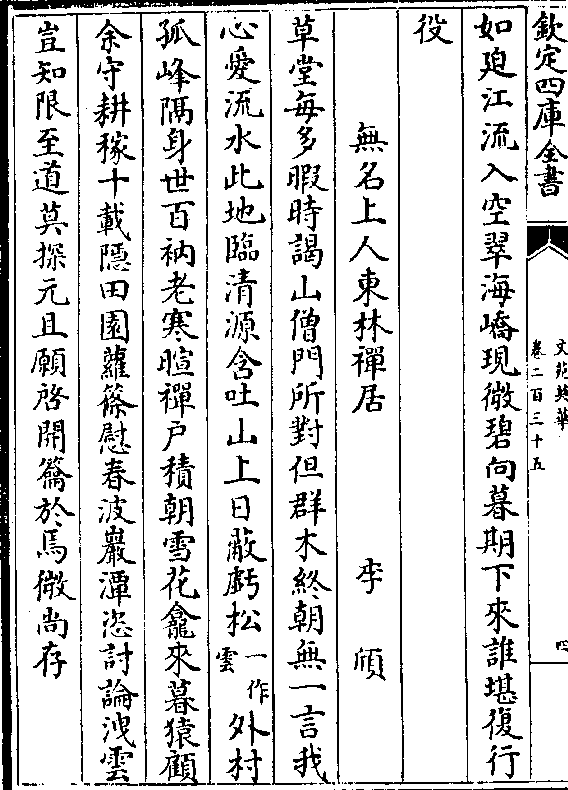 欽定四庫全書
文苑英華
卷二百三十五
四
如廻江流入空翠海嶠現微碧向暮期下來誰堪復行
役
無名上人東林禪居 李頎
草堂每多暇時謁山僧門所對但群木終朝無一言我
心愛流水此地臨清源含吐山上日蔽虧松一作雲外村
孤峰隔身世百衲老寒暄禪戶積朝雪花龕來暮猿顧
余守耕稼十載隱田園蘿篠慰春波巖潭恣討論洩雲
豈知限至道莫探元且願啓開籥於焉微尚存